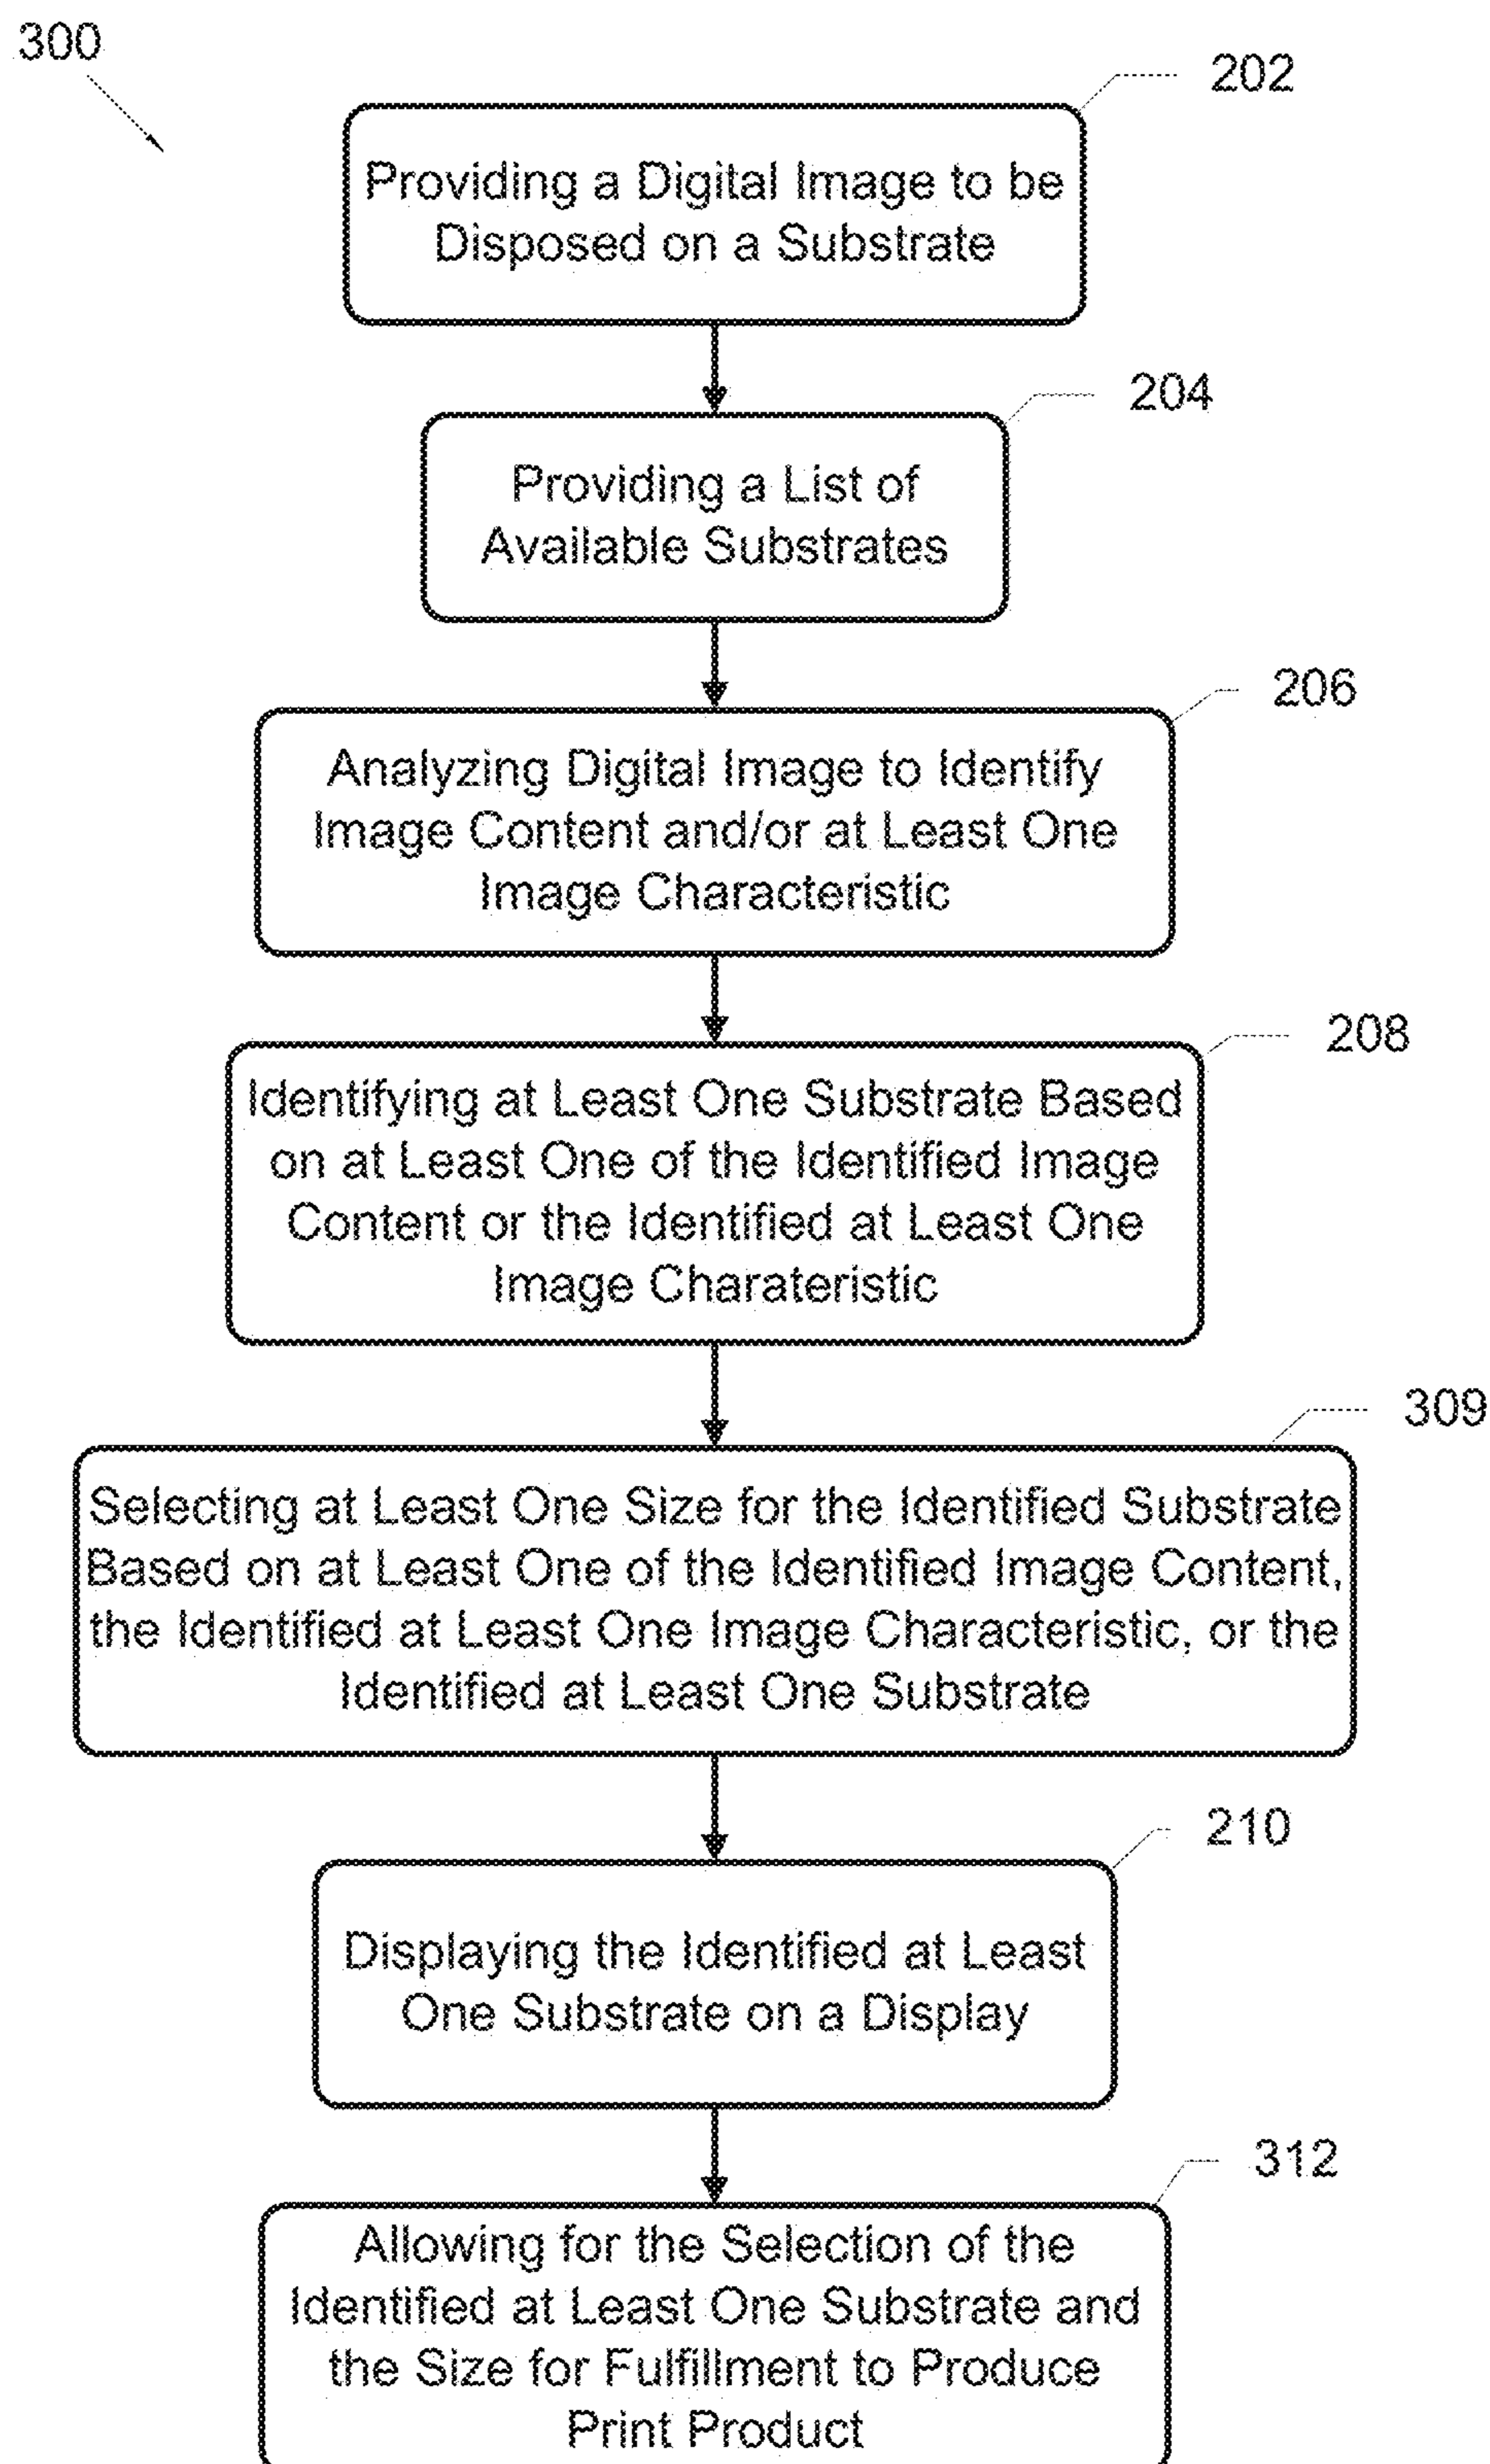 300
202
Providing a Digital Image to be
Disposed on a Substrate
204
Providing a List of
Available Substrates
206
Analyzing Digital Image to Identify
Image Content and/or at Least One
Image Characteristic
208
Identifying at Least One Substrate Based
on at Least One of the Identified Image
Content or the Identified at Least One
Image Charateristic
309
Selecting at Least One Size for the Identified Substrate
Based on at Least One of the Identified Image Content,
the Identified at Least One Image Characteristic, or the
Identified at Least One Substrate
210
Displaying the Identified at Least
One Substrate on a Display
312
Allowing for the Selection of the
Identified at Least One Substrate and
the Size for Fulfillment to Produce
Print Product